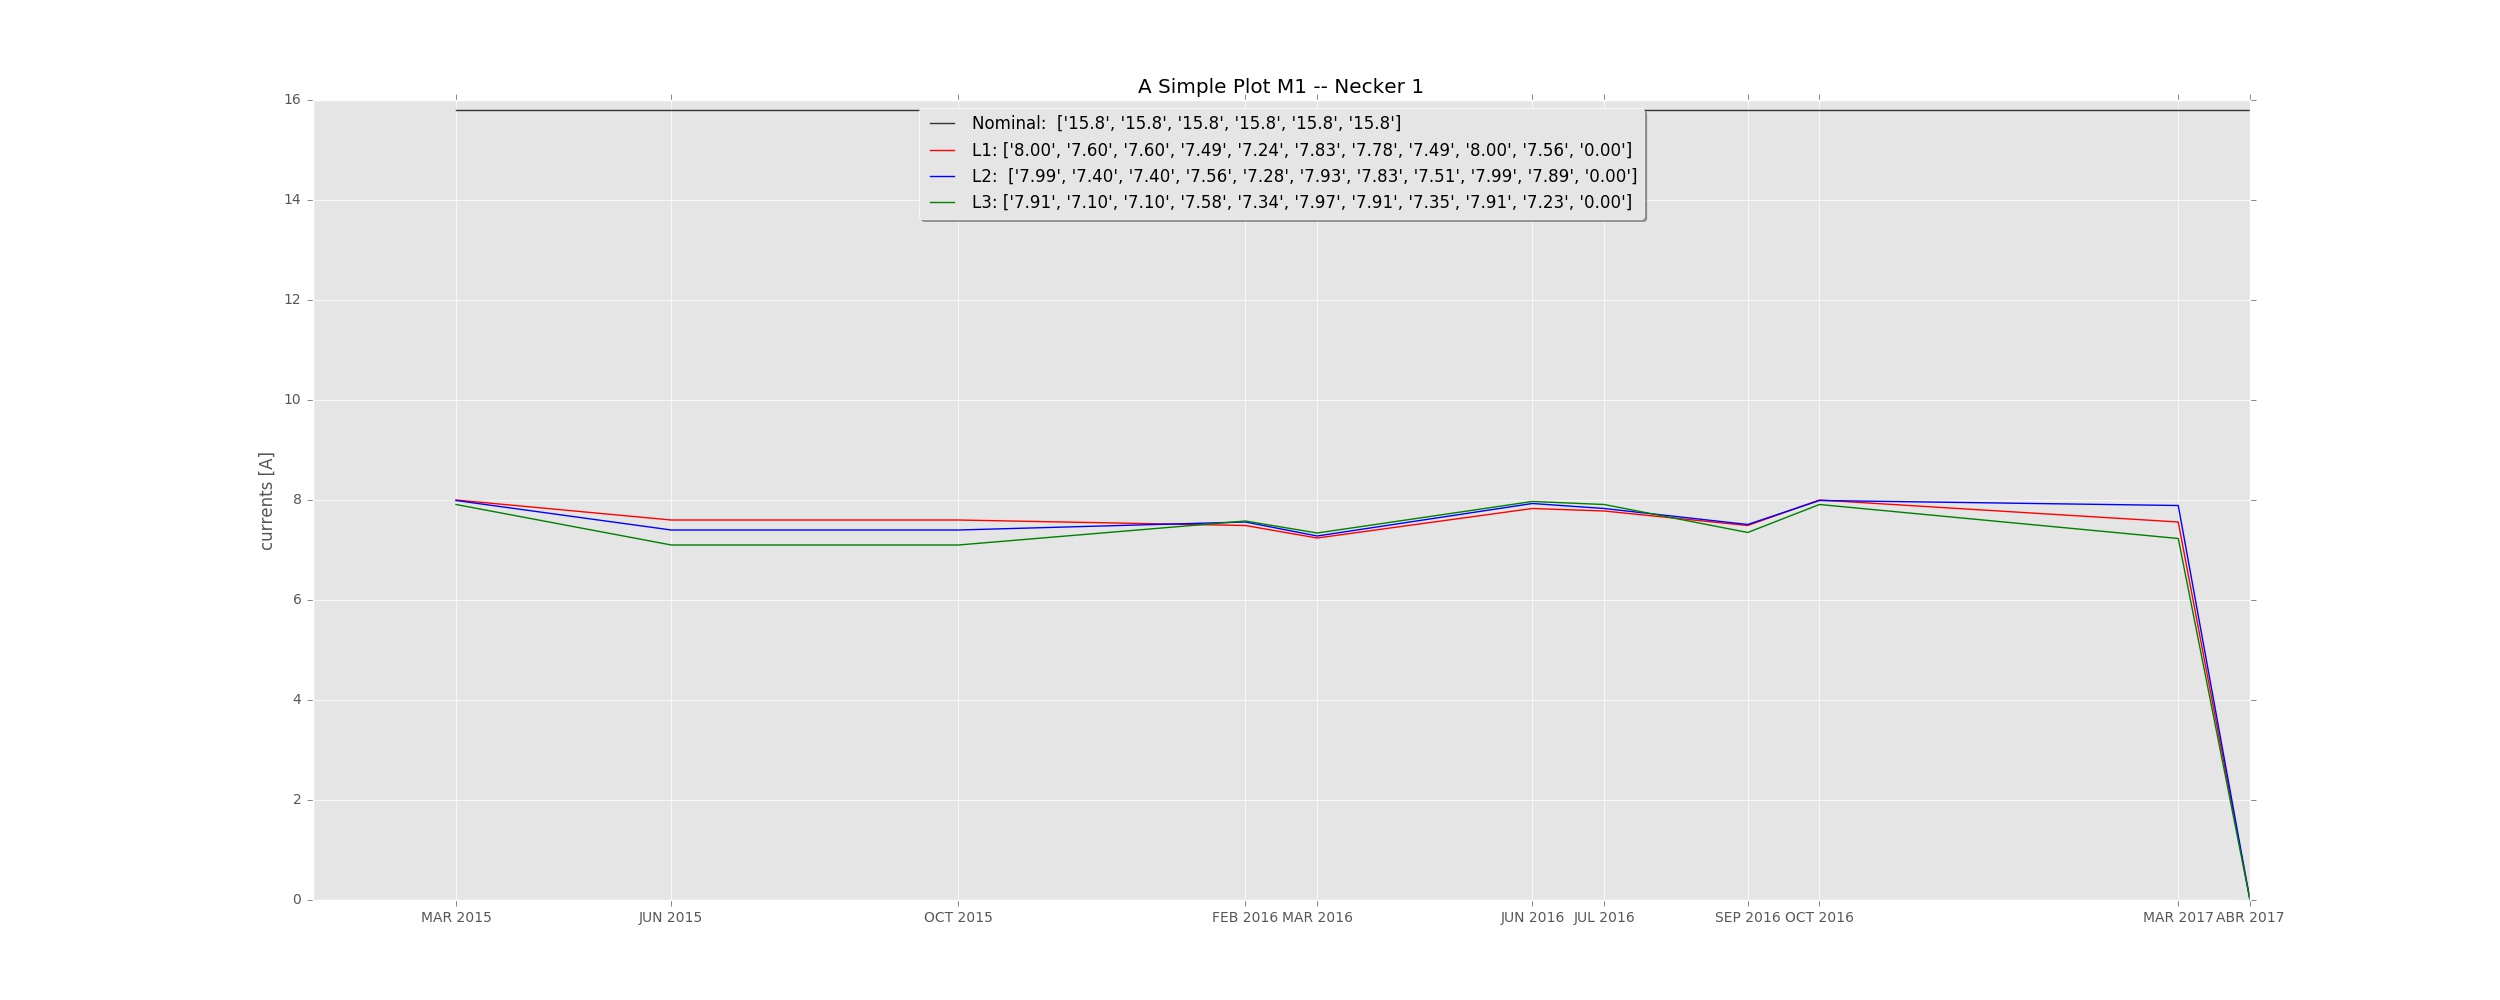 A Simple Plot M1 -- Necker 1
Nominal:  ['15.8', '15.8', '15.8', '15.8', '15.8', '15.8']
L1: ['8.00', '7.60', '7.60', '7.49', '7.24', '7.83', '7.78', '7.49', '8.00', '7.56', '0.00']
L2:  ['7.99', '7.40', '7.40', '7.56', '7.28', '7.93', '7.83', '7.51', '7.99', '7.89', '0.00']
L3: ['7.91', '7.10', '7.10', '7.58', '7.34', '7.97', '7.91', '7.35', '7.91', '7.23', '0.00']
16
14
12
10
8
6
4
2
0
currents [A]
MAR 2015 JUN 2015 OCT 2015 FEB 2016 MAR 2016 JUN 2016 JUL 2016 SEP 2016 OCT 2016 MAR 2017 ABR 2017